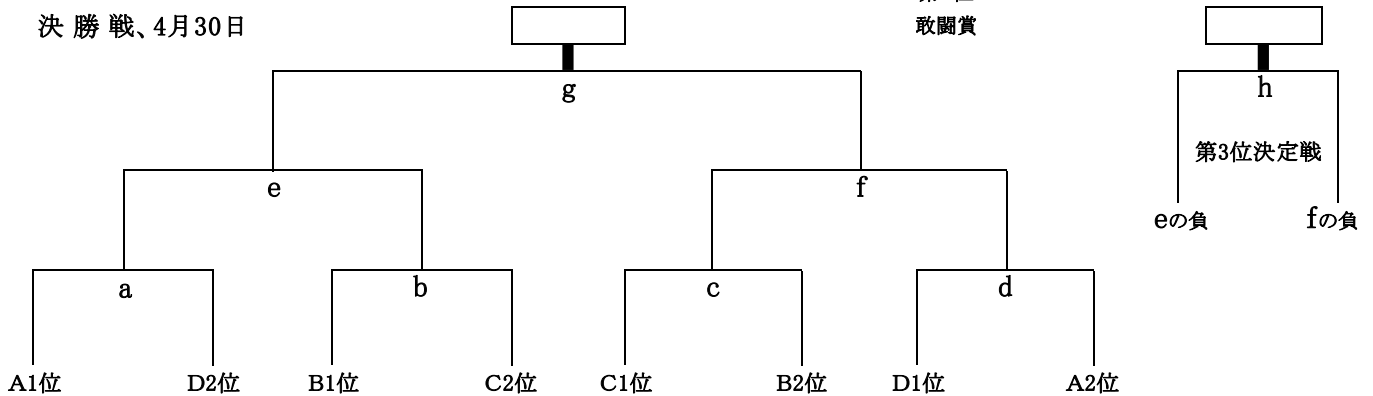 決 勝 戦、4月30日
敢闘賞
g
h
第3位決定戦
e
f
eの負
fの負
a
b
c
d
A1位
D2位
B1位
C2位
C1位
B2位
D1位
A2位